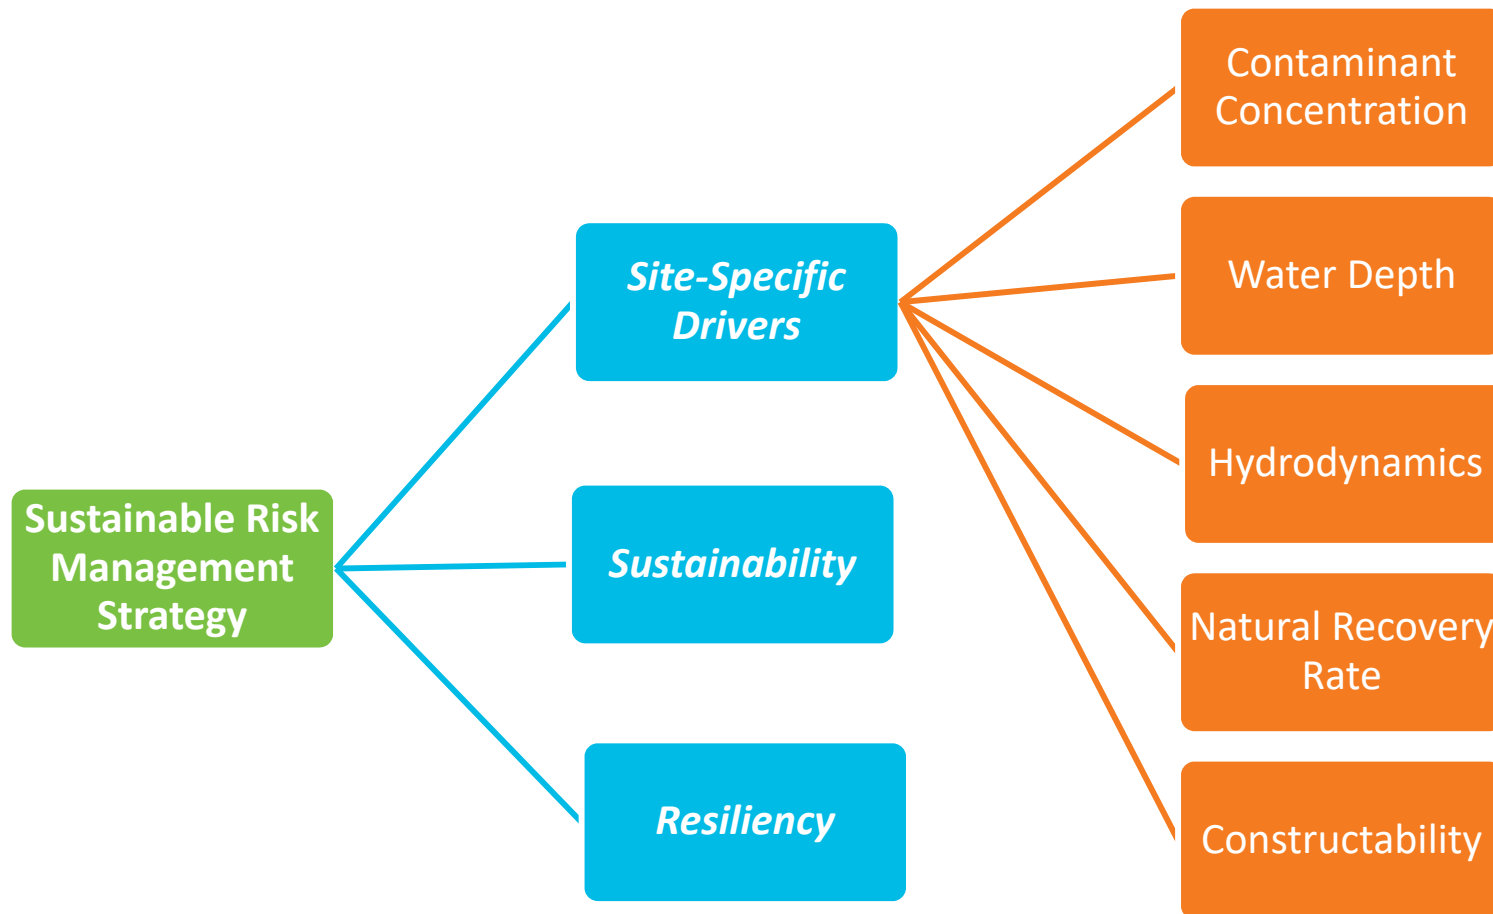 Sustainable Risk
Management
Strategy
Site-Specific
Drivers
Sustainability
Resiliency
Contaminant
Concentration
Water Depth
Hydrodynamics
Natural Recovery
Rate
Constructability